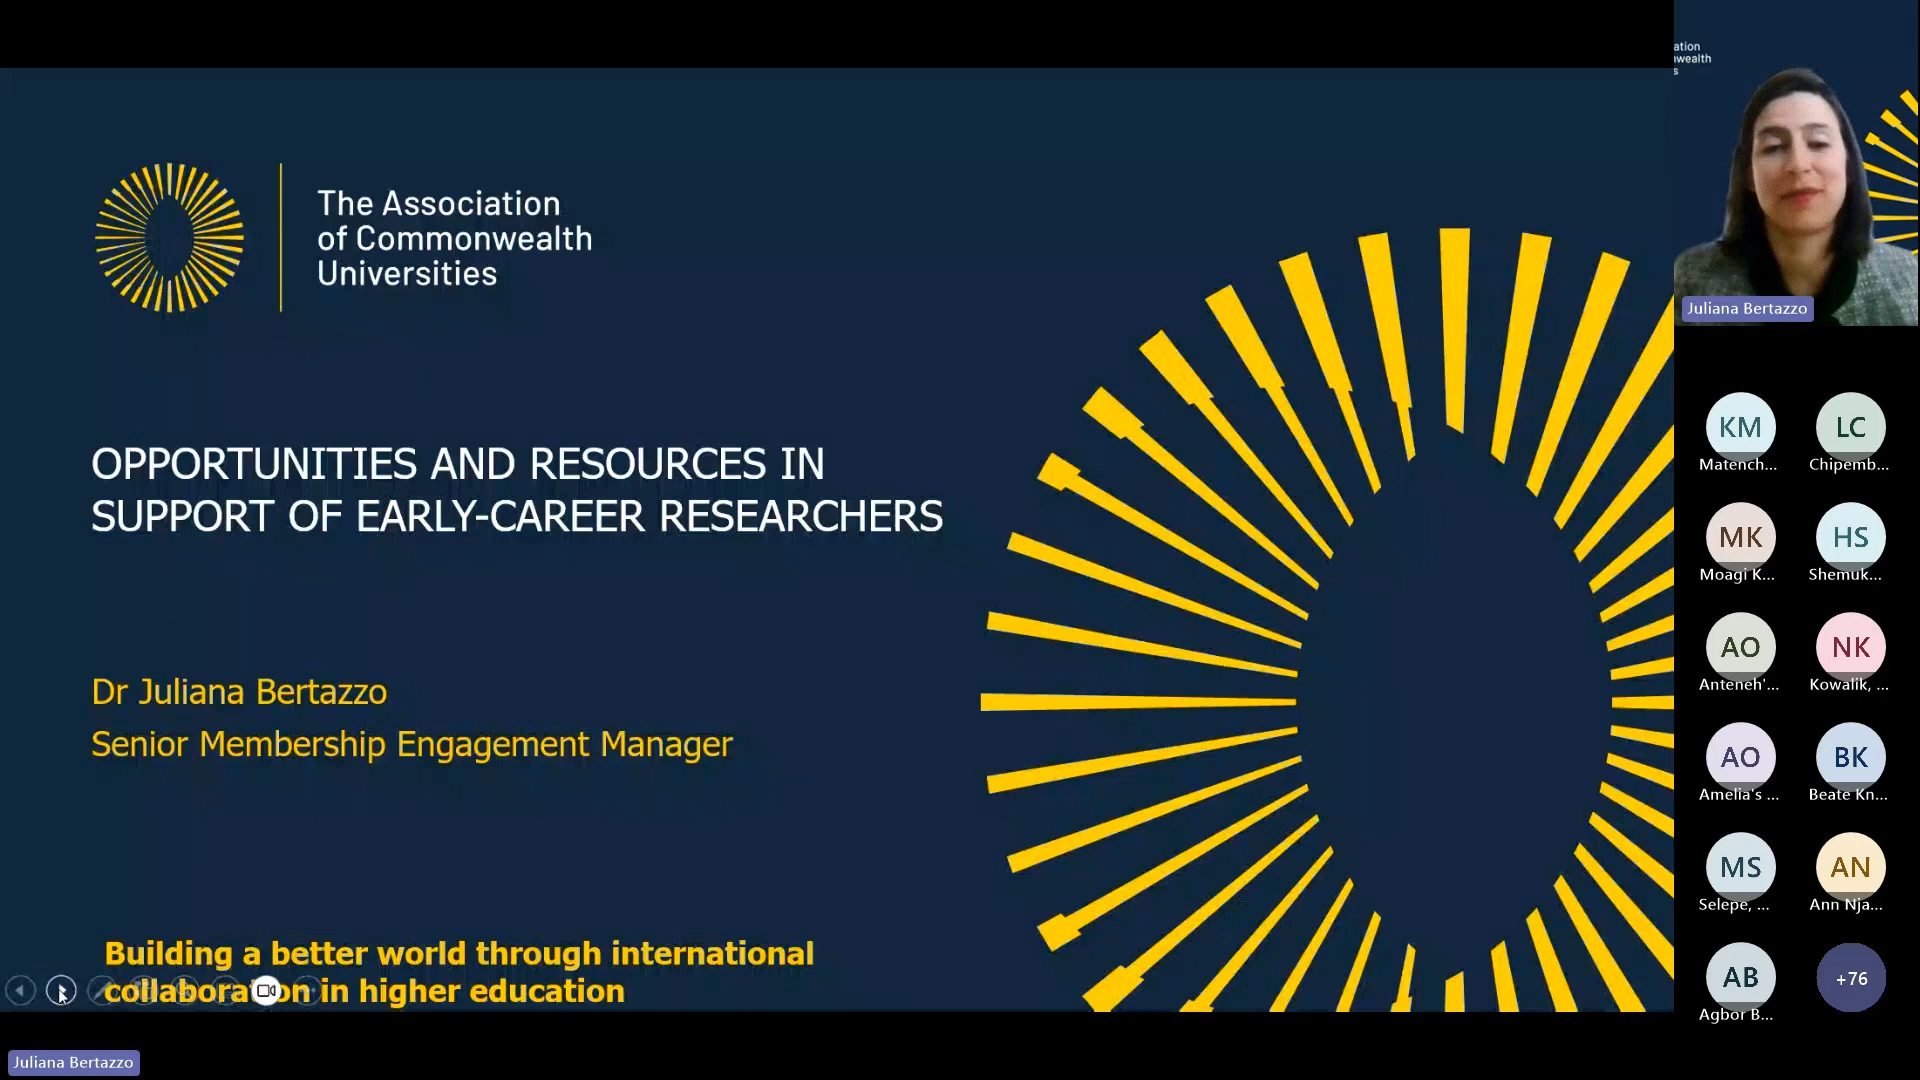 The Association
of Commonwealth
Universities
OPPORTUNITIES AND RESOURCES IN
SUPPORT OF EARLY-CAREER RESEARCHERS
Dr Juliana Bertazzo
Senior Membership Engagement Manager
Building a better world through international
collaboration in higher education
Juliana Bertazzo
ation
nwealth
s
Juliana Bertazzo
KM
Matench...
LC
Chipemb...
MK
Moagi K...
HS
Shemuk...
AO
Anteneh'...
NK
Kowalik, ...
AO
Amelia's ...
BK
Beate Kn...
MS
Selepe, ...
AN
Ann Nja...
AB
Agbor B...
+76